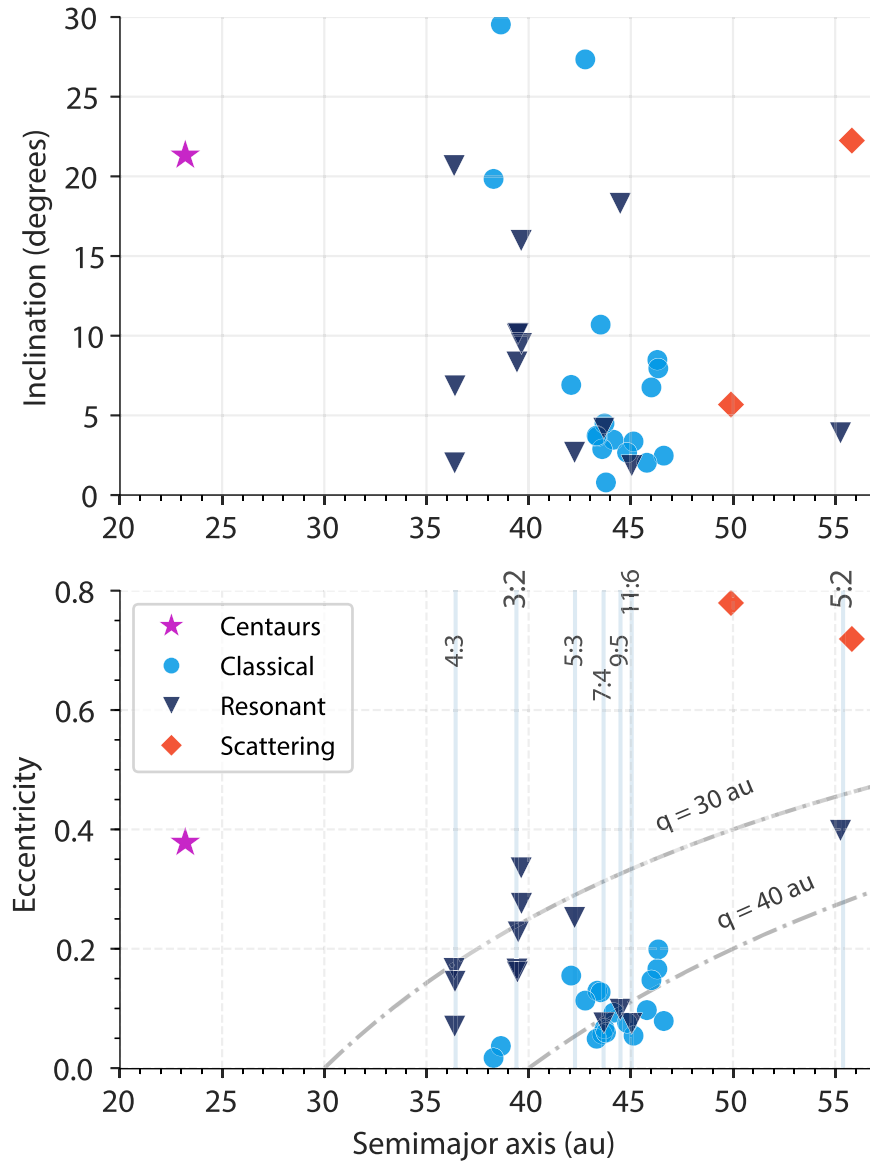 30
25
20
15
10
5
0
Inclination (degrees)
20 25 30 35 40 45 50 55
0.8
0.6
0.4
0.2
0.0
Eccentricity
Centaurs
Classical
Resonant
Scattering
4:3
3:2
5:3
7:4
9:5
11:6
5:2
q = 30 au
q = 40 au
20 25 30 35 40 45 50 55
Semimajor axis (au)